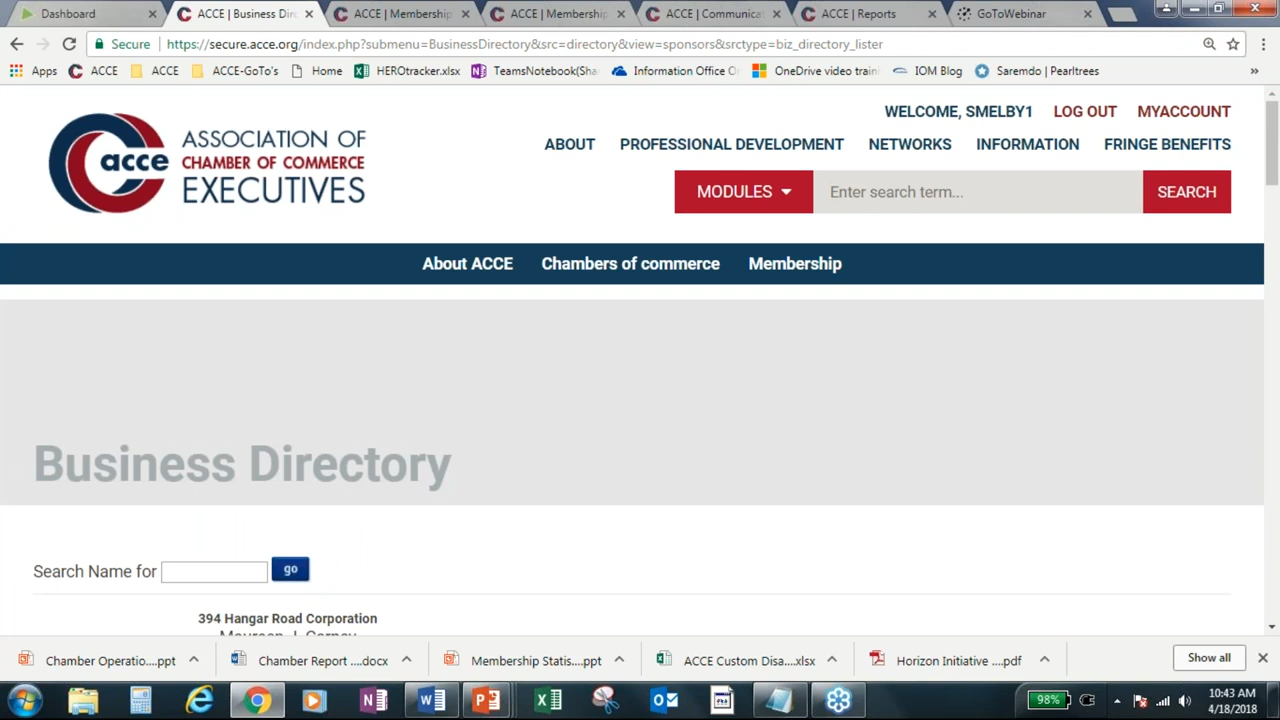 Dashboard
ACCE | Business Dire
ACCE | Membership
ACCE | Membership
ACCE | Communicat
ACCE | Reports
GoToWebinar
Secure
https://secure.acce.org/index.php?submenu=BusinessDirectory&src=directory&view=sponsors&srctype=biz_directory_lister
Apps
ACCE
ACCE
ACCE-GoTo's
Home
HEROtracker.xlsx
TeamsNotebook(Sha
Information Office O
OneDrive video train
IOM Blog
Saremdo | Pearltrees
»
WELCOME, SMELBY1
LOG OUT
MYACCOUNT
acce
ASSOCIATION OF
CHAMBER OF COMMERCE
EXECUTIVES
ABOUT
PROFESSIONAL DEVELOPMENT
NETWORKS
INFORMATION
FRINGE BENEFITS
MODULES
Enter search term...
SEARCH
About ACCE
Chambers of commerce
Membership
Business Directory
Search Name for
go
394 Hangar Road Corporation
Chamber Operatio....ppt
Chamber Report ....docx
Membership Statis....ppt
ACCE Custom Disa....xlsx
Horizon Initiative ....pdf
Show all
98%
10:43 AM
4/18/2018